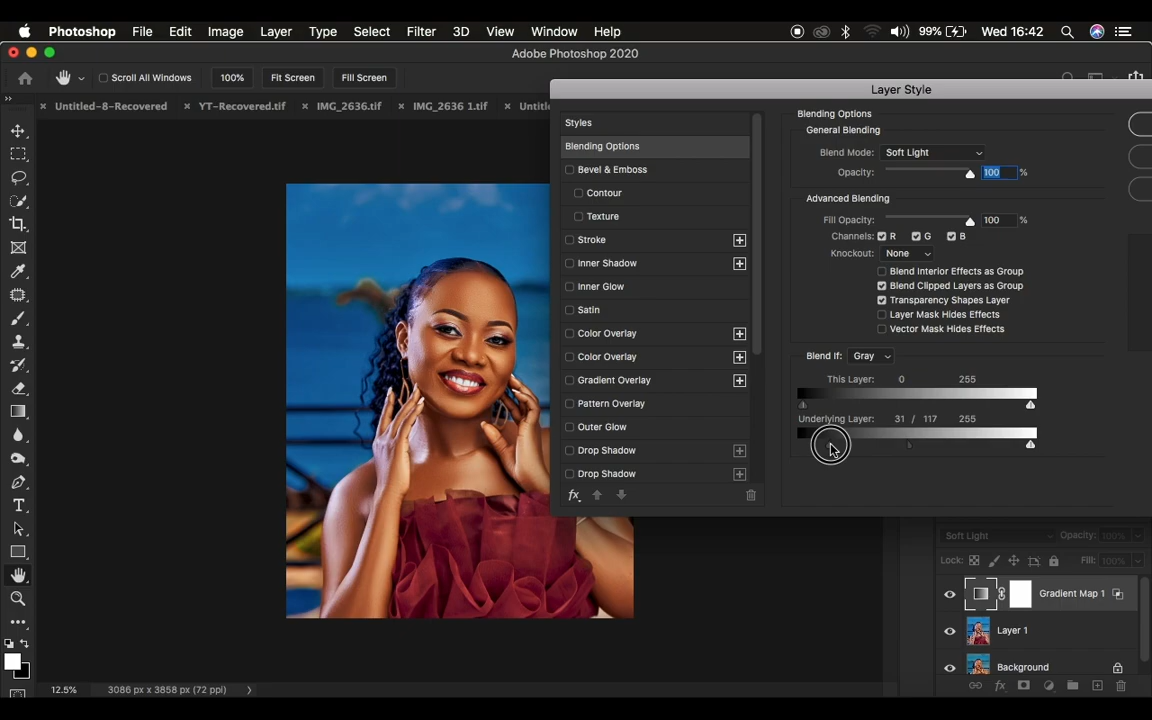 Photoshop File Edit Image Layer Type Select Filter 3D View Window Help 99% Wed 16:42
Adobe Photoshop 2020
Scroll All Windows 100% Fit Screen Fill Screen
Untitled-8-Recovered YT-Recovered.tif IMG_2636.tif IMG_2636 1.tif
Layer Style
Styles
Blending Options
Bevel & Emboss
Contour
Texture
Stroke
Inner Shadow
Inner Glow
Satin
Color Overlay
Color Overlay
Gradient Overlay
Pattern Overlay
Outer Glow
Drop Shadow
Drop Shadow
fx
Blending Options
General Blending
Blend Mode: Soft Light
Opacity: 100 %
Advanced Blending
Fill Opacity: 100 %
Channels: R G B
Knockout: None
Blend Interior Effects as Group
Blend Clipped Layers as Group
Transparency Shapes Layer
Layer Mask Hides Effects
Vector Mask Hides Effects
Blend If: Gray
This Layer: 0 255
Underlying Layer: 31 / 117 255
Soft Light Opacity: 100%
Lock: Fill: 100%
Gradient Map 1
Layer 1
Background
fx
12.5% 3086 px x 3858 px (72 ppi)